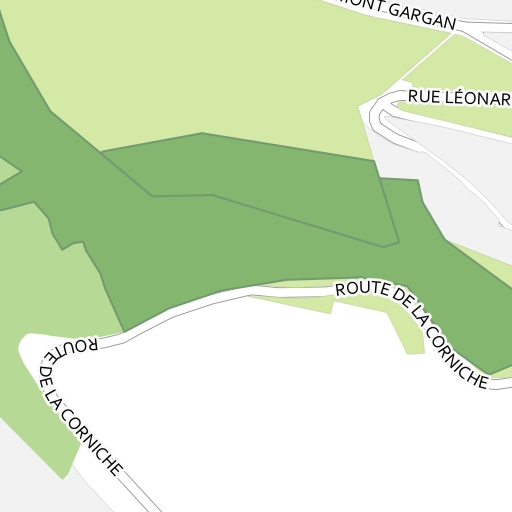 MONT GARGAN
RUE LÉONAR
ROUTE DE LA CORNICHE
ROUTE DE LA CORNICHE